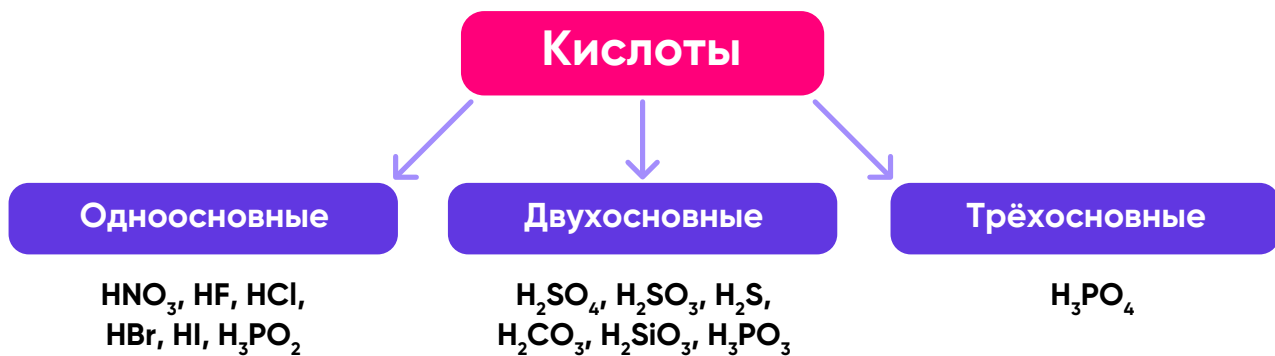 Кислоты
Одноосновные
Двухосновные
Трёхосновные
HNO₃, HF, HCl,
HBr, HI, H₃PO₂
H₂SO₄, H₂SO₃, H₂S,
H₂CO₃, H₂SiO₃, H₃PO₃
H₃PO₄